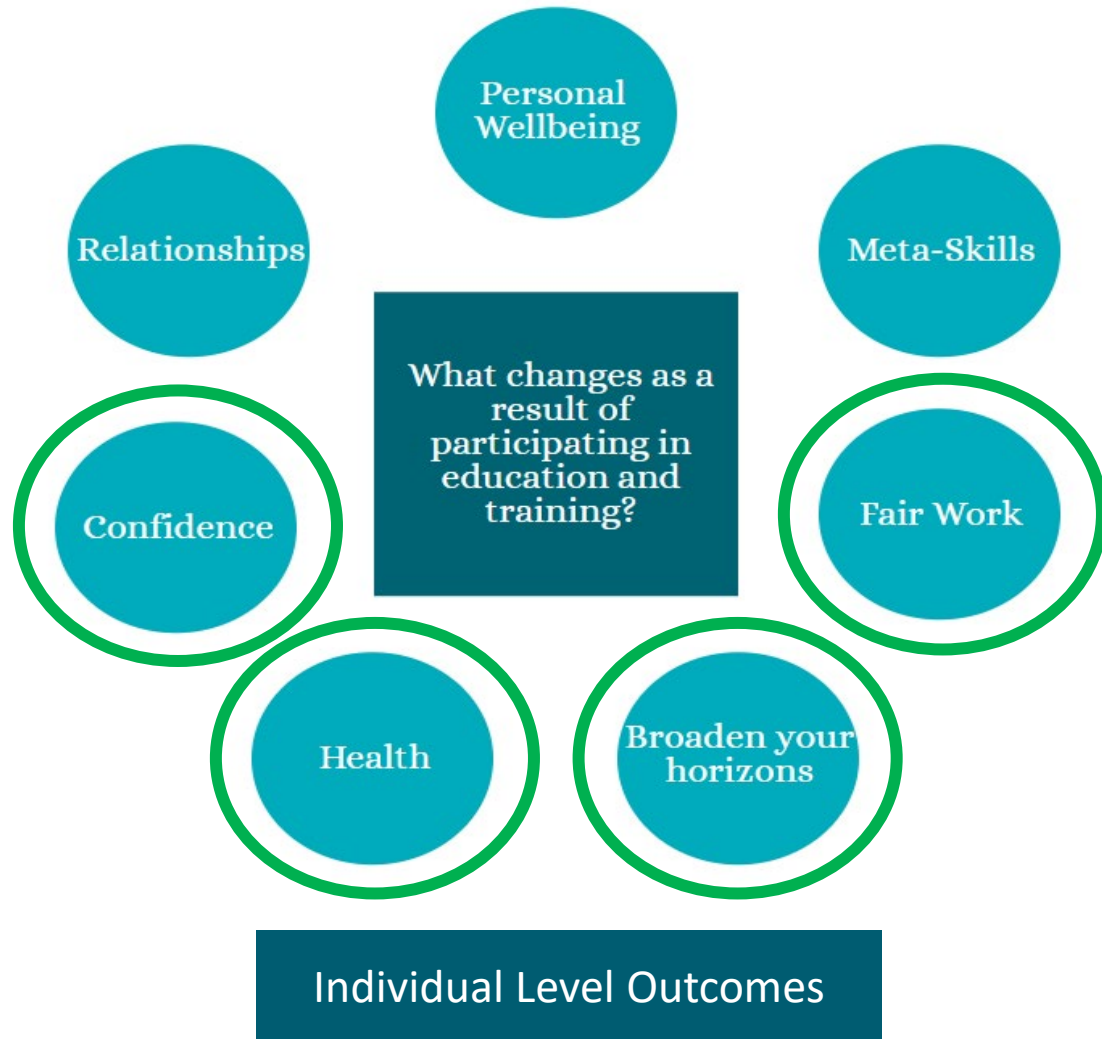 Personal
Wellbeing
Relationships
Meta-Skills
What changes as a
result of
participating in
education and
training?
Confidence
Fair Work
Health
Broaden your
horizons
Individual Level Outcomes